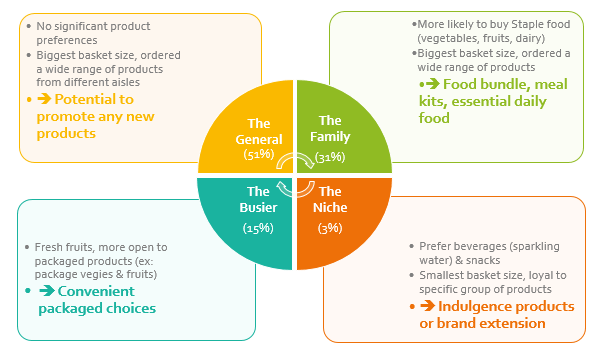 • No significant product
preferences
• Biggest basket size, ordered
a wide range of products
from different aisles
• ➔ Potential to
promote any new
products
•More likely to buy Staple food
(vegetables, fruits, dairy)
•Biggest basket size, ordered a
wide range of products
•➔ Food bundle, meal
kits, essential daily
food
The
General
(51%)
The
Family
(31%)
The
Busier
(15%)
The
Niche
(3%)
• Fresh fruits, more open to
packaged products (ex:
package vegies & fruits)
• ➔ Convenient
packaged choices
• Prefer beverages (sparkling
water) & snacks
• Smallest basket size, loyal to
specific group of products
• ➔ Indulgence products
or brand extension